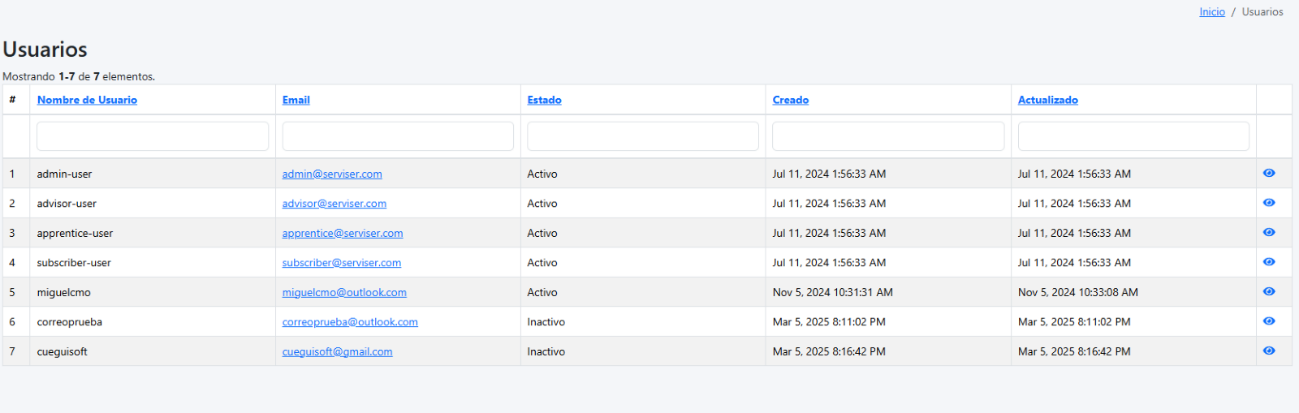 Inicio / Usuarios
Usuarios
Mostrando 1-7 de 7 elementos.
# Nombre de Usuario Email Estado Creado Actualizado
1 admin-user admin@serviser.com Activo Jul 11, 2024 1:56:33 AM Jul 11, 2024 1:56:33 AM
2 advisor-user advisor@serviser.com Activo Jul 11, 2024 1:56:33 AM Jul 11, 2024 1:56:33 AM
3 apprentice-user apprentice@serviser.com Activo Jul 11, 2024 1:56:33 AM Jul 11, 2024 1:56:33 AM
4 subscriber-user subscriber@serviser.com Activo Jul 11, 2024 1:56:33 AM Jul 11, 2024 1:56:33 AM
5 miguelcmo miguelcmo@outlook.com Activo Nov 5, 2024 10:31:31 AM Nov 5, 2024 10:33:08 AM
6 correoprueba correoprueba@outlook.com Inactivo Mar 5, 2025 8:11:02 PM Mar 5, 2025 8:11:02 PM
7 cueguisoft cueguisoft@gmail.com Inactivo Mar 5, 2025 8:16:42 PM Mar 5, 2025 8:16:42 PM